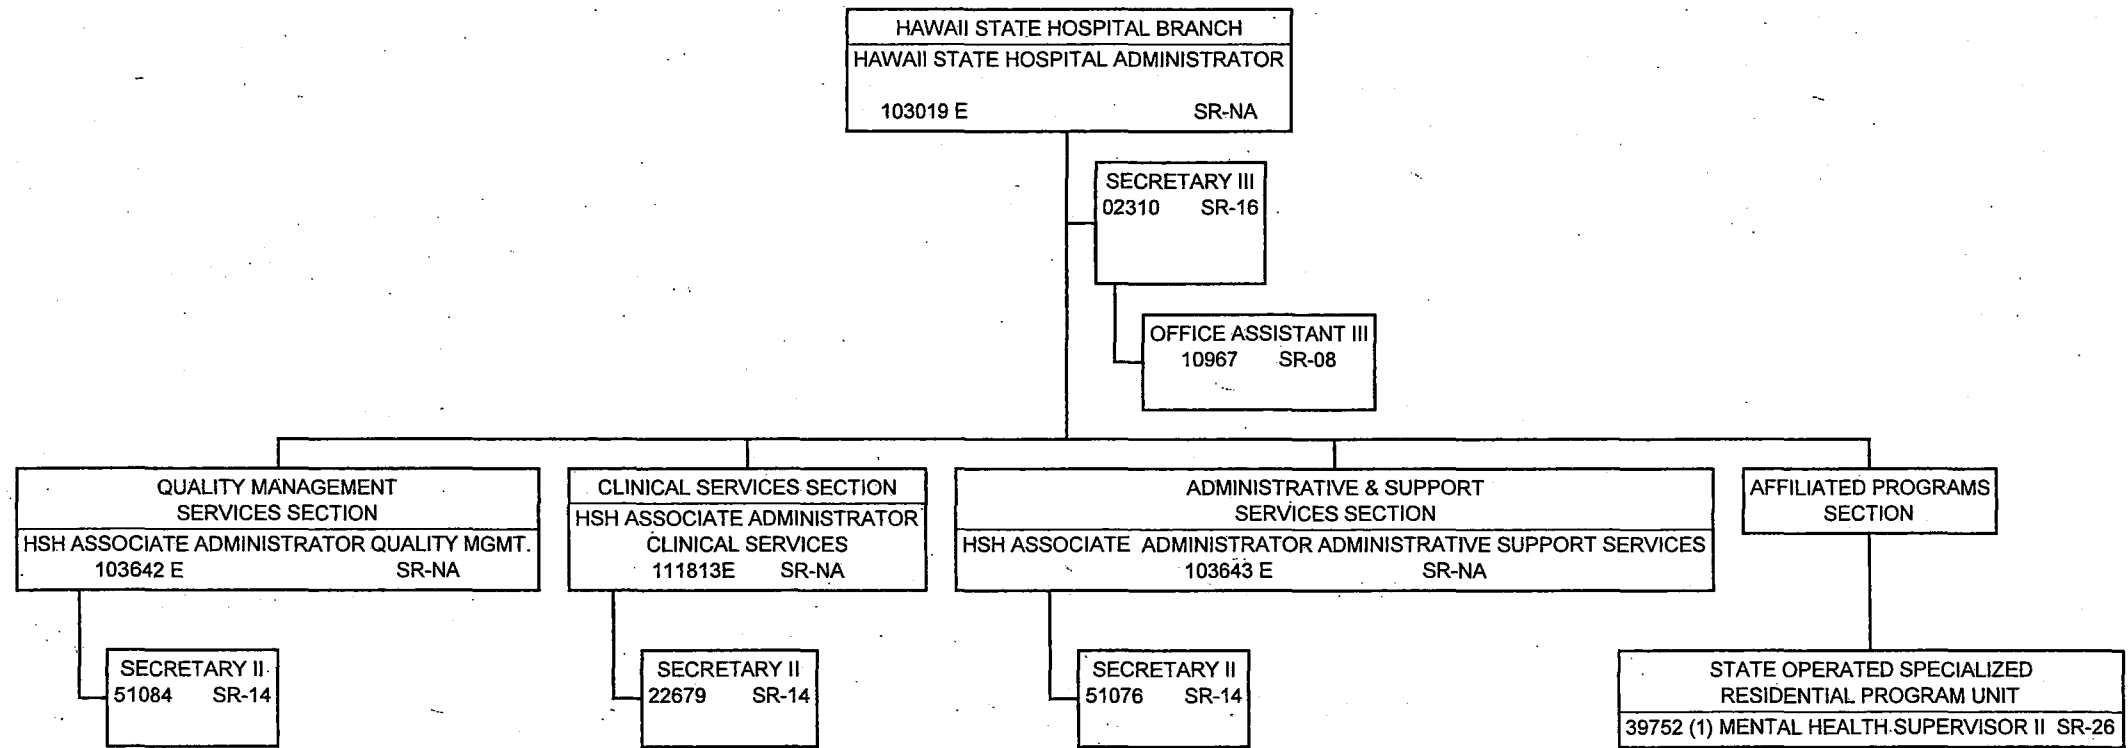 HAWAII STATE HOSPITAL BRANCH
HAWAII STATE HOSPITAL ADMINISTRATOR
103019 E SR-NA
SECRETARY III
02310 SR-16
OFFICE ASSISTANT III
10967 SR-08
QUALITY MANAGEMENT
SERVICES SECTION
HSH ASSOCIATE ADMINISTRATOR QUALITY MGMT.
103642 E SR-NA
SECRETARY II
51084 SR-14
CLINICAL SERVICES SECTION
HSH ASSOCIATE ADMINISTRATOR
CLINICAL SERVICES
111813E SR-NA
SECRETARY II
22679 SR-14
ADMINISTRATIVE & SUPPORT
SERVICES SECTION
HSH ASSOCIATE ADMINISTRATOR ADMINISTRATIVE SUPPORT SERVICES
103643 E SR-NA
SECRETARY II
51076 SR-14
AFFILIATED PROGRAMS
SECTION
STATE OPERATED SPECIALIZED
RESIDENTIAL PROGRAM UNIT
39752 (1) MENTAL HEALTH SUPERVISOR II SR-26